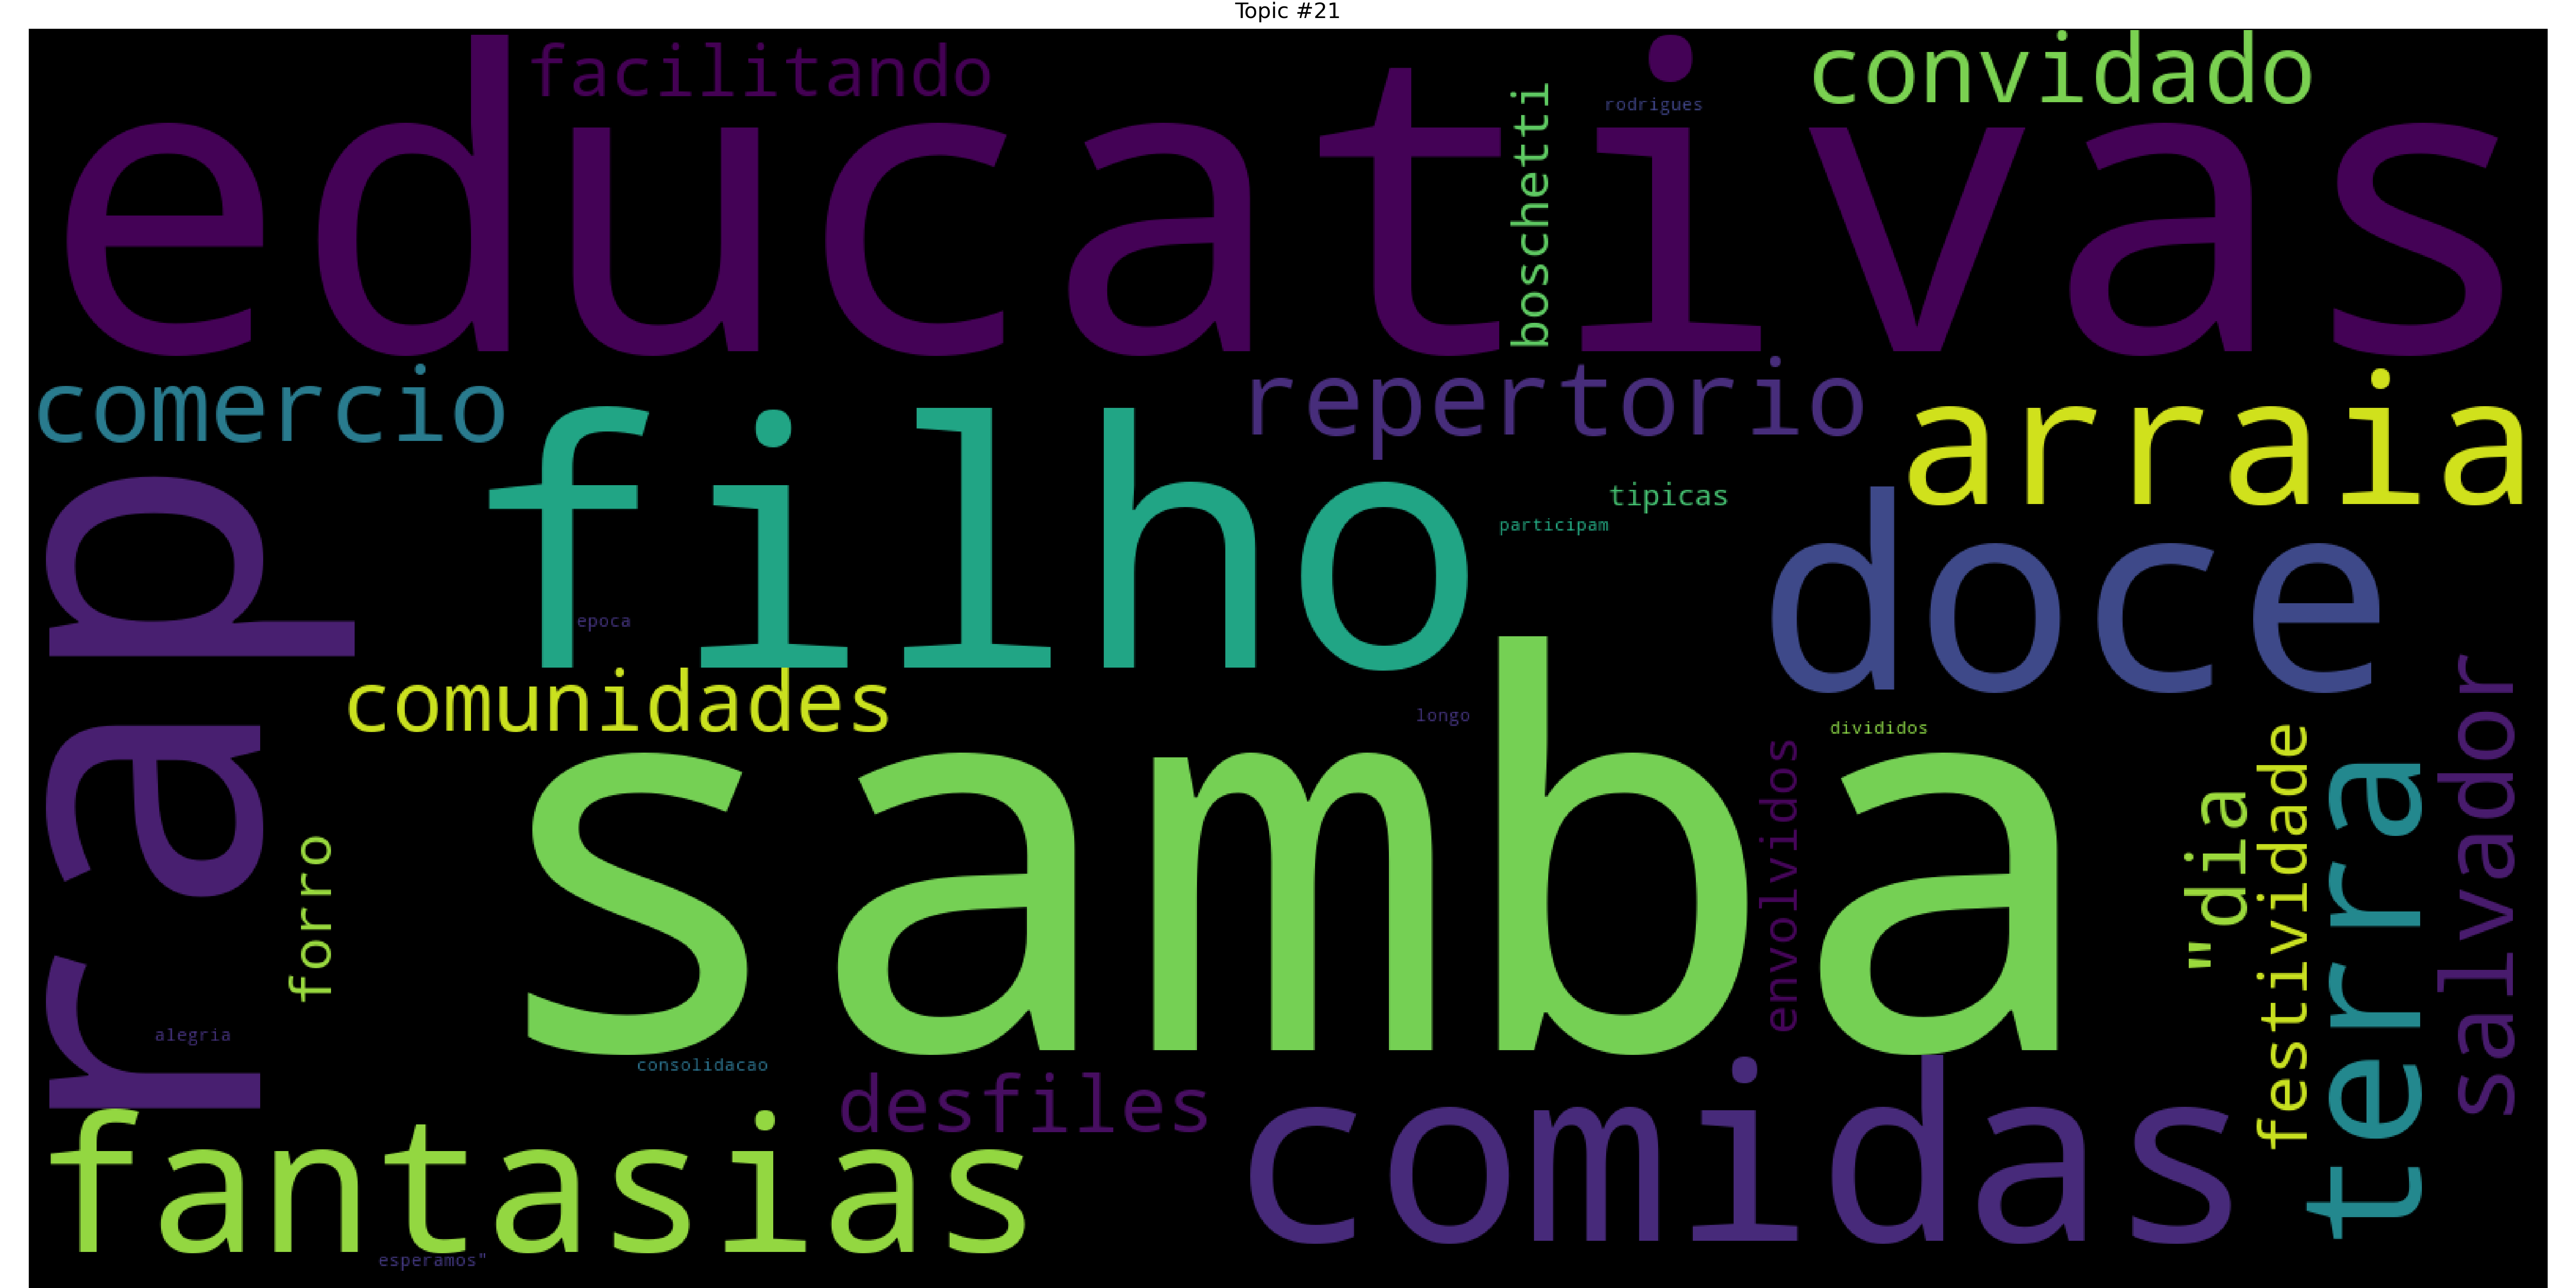 Topic #21
facilitando
convidado
rodrigues
boschetti
educativas
comercio
repertorio
arraia
filho
tipicas
participam
doce
rap
epoca
comunidades
longo
divididos
samba
envolvidos
"dia
festividade
terra
salvador
forro
alegria
consolidacao
desfiles
comidas
fantasias
esperamos"